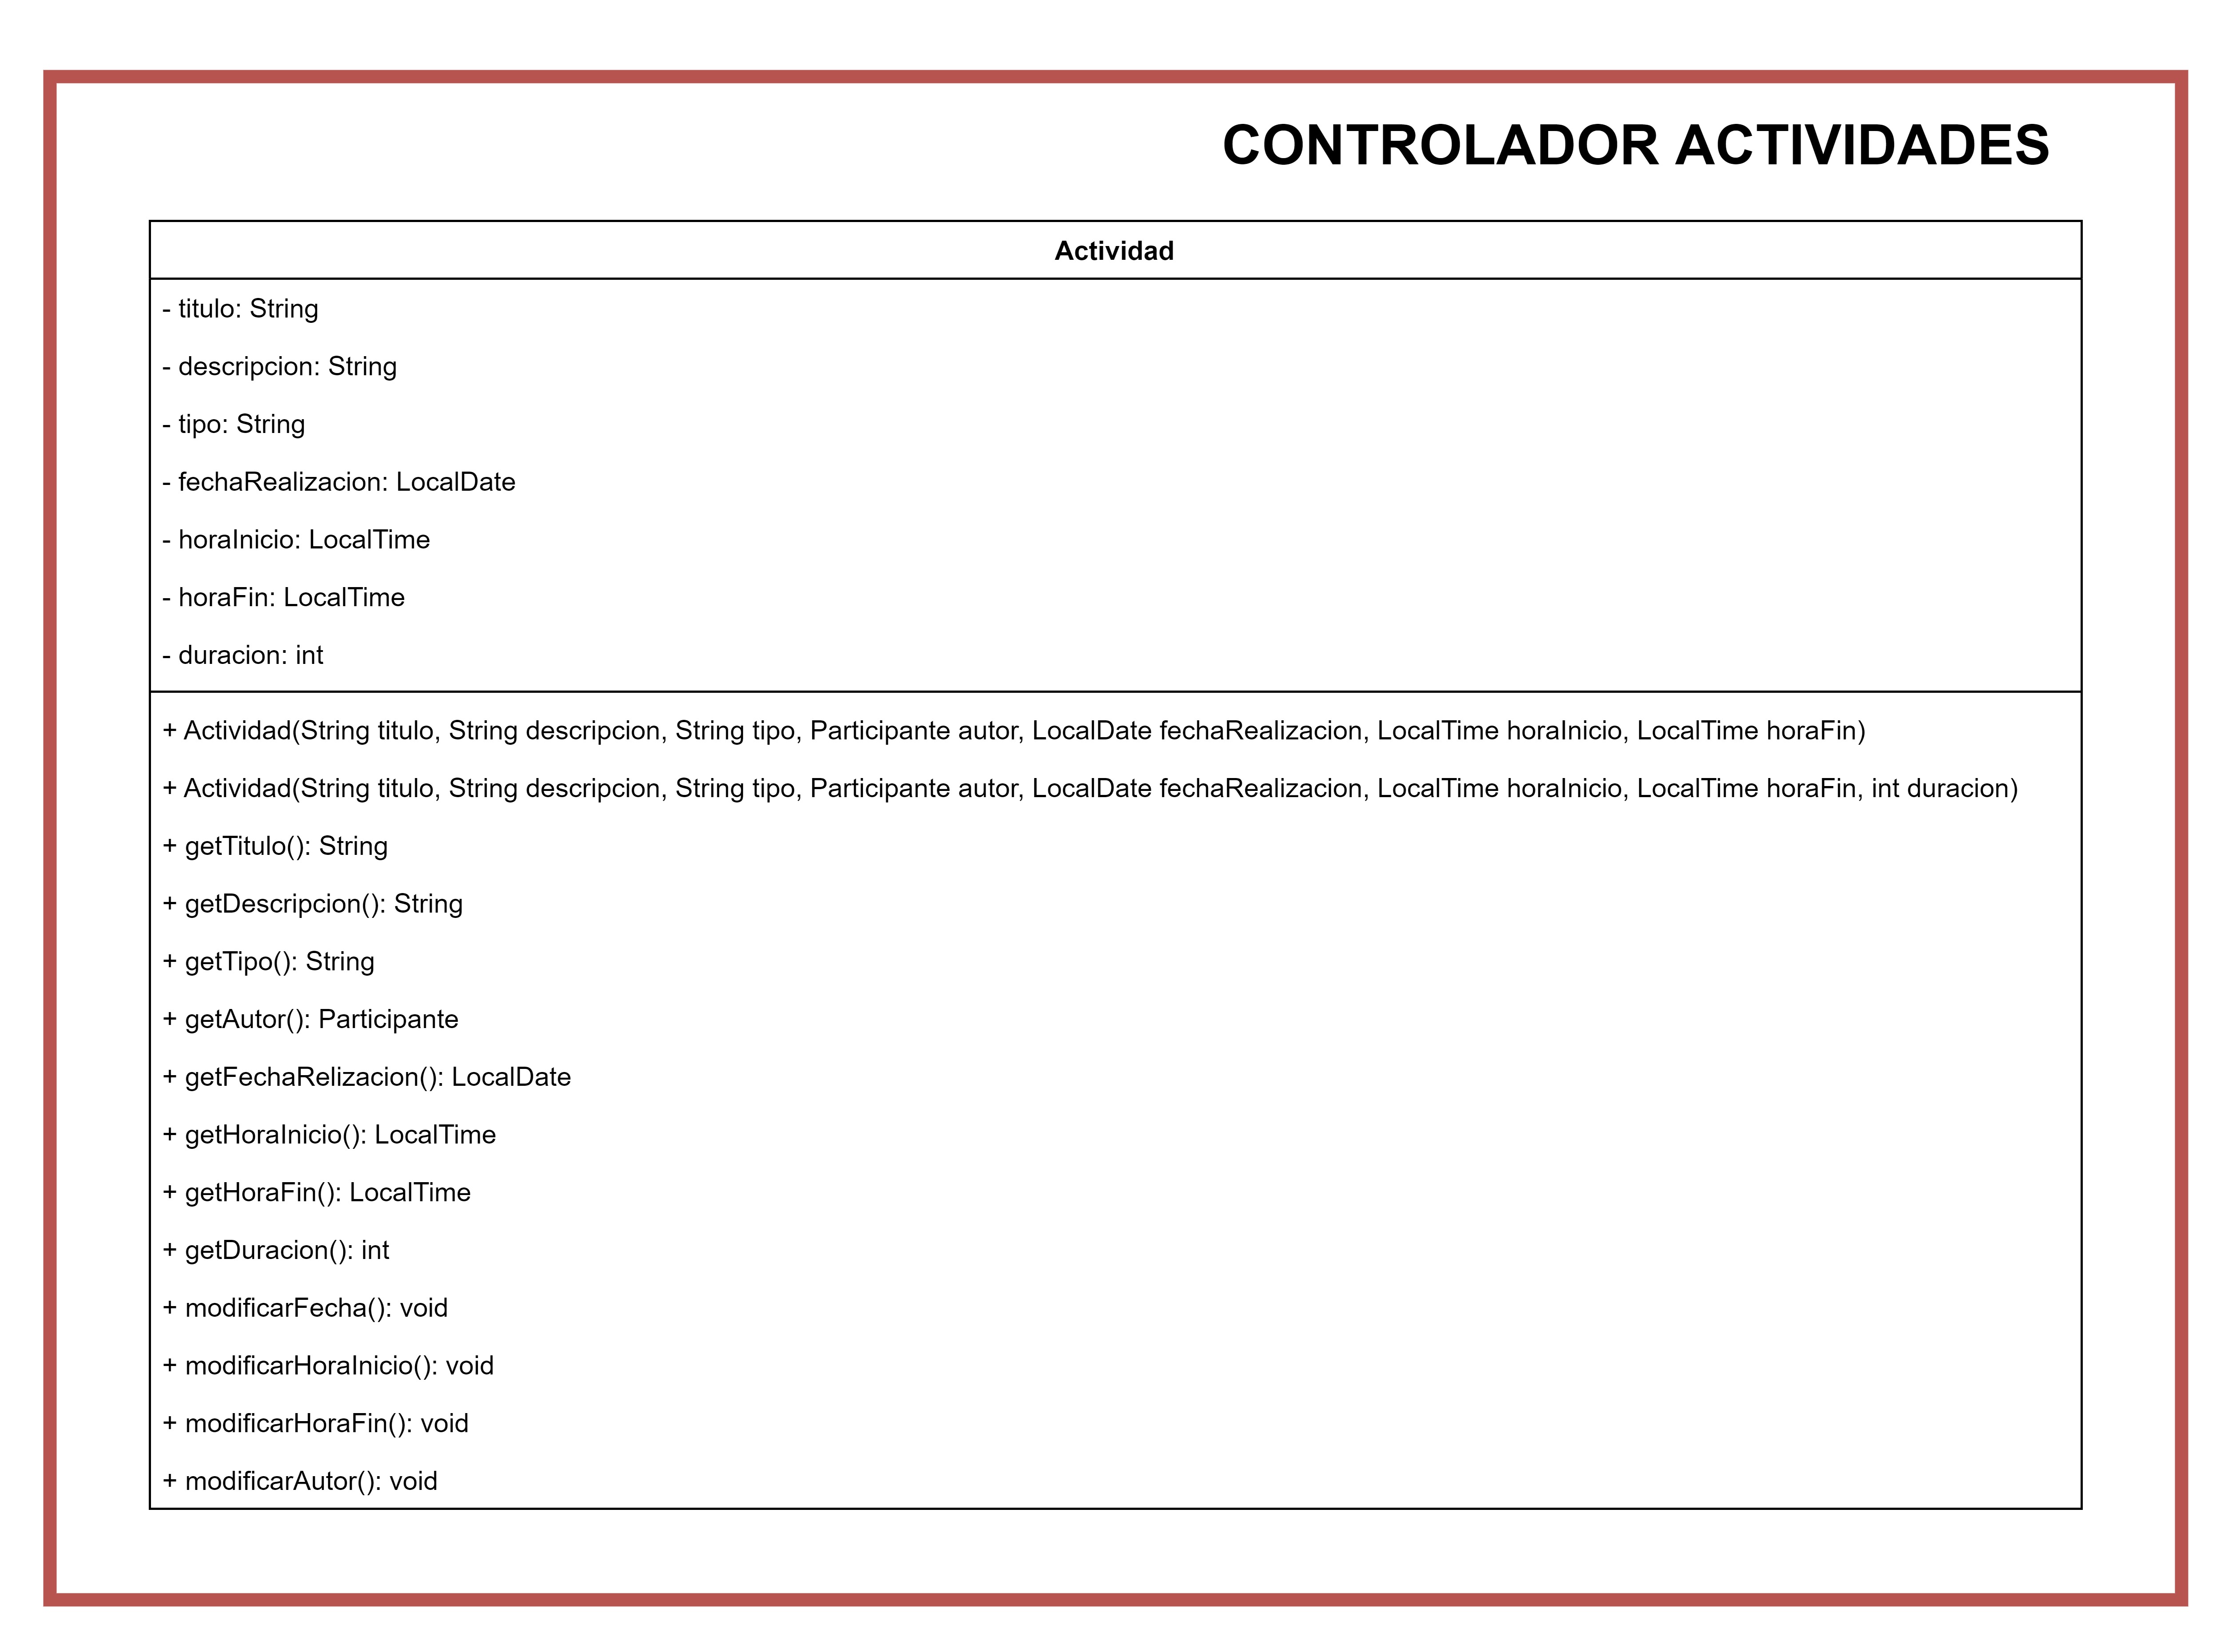 CONTROLADOR ACTIVIDADES
Actividad
- titulo: String
- descripcion: String
- tipo: String
- fechaRealizacion: LocalDate
- horaInicio: LocalTime
- horaFin: LocalTime
- duracion: int
+ Actividad(String titulo, String descripcion, String tipo, Participante autor, LocalDate fechaRealizacion, LocalTime horaInicio, LocalTime horaFin)
+ Actividad(String titulo, String descripcion, String tipo, Participante autor, LocalDate fechaRealizacion, LocalTime horaInicio, LocalTime horaFin, int duracion)
+ getTitulo(): String
+ getDescripcion(): String
+ getTipo(): String
+ getAutor(): Participante
+ getFechaRelizacion(): LocalDate
+ getHoraInicio(): LocalTime
+ getHoraFin(): LocalTime
+ getDuracion(): int
+ modificarFecha(): void
+ modificarHoraInicio(): void
+ modificarHoraFin(): void
+ modificarAutor(): void